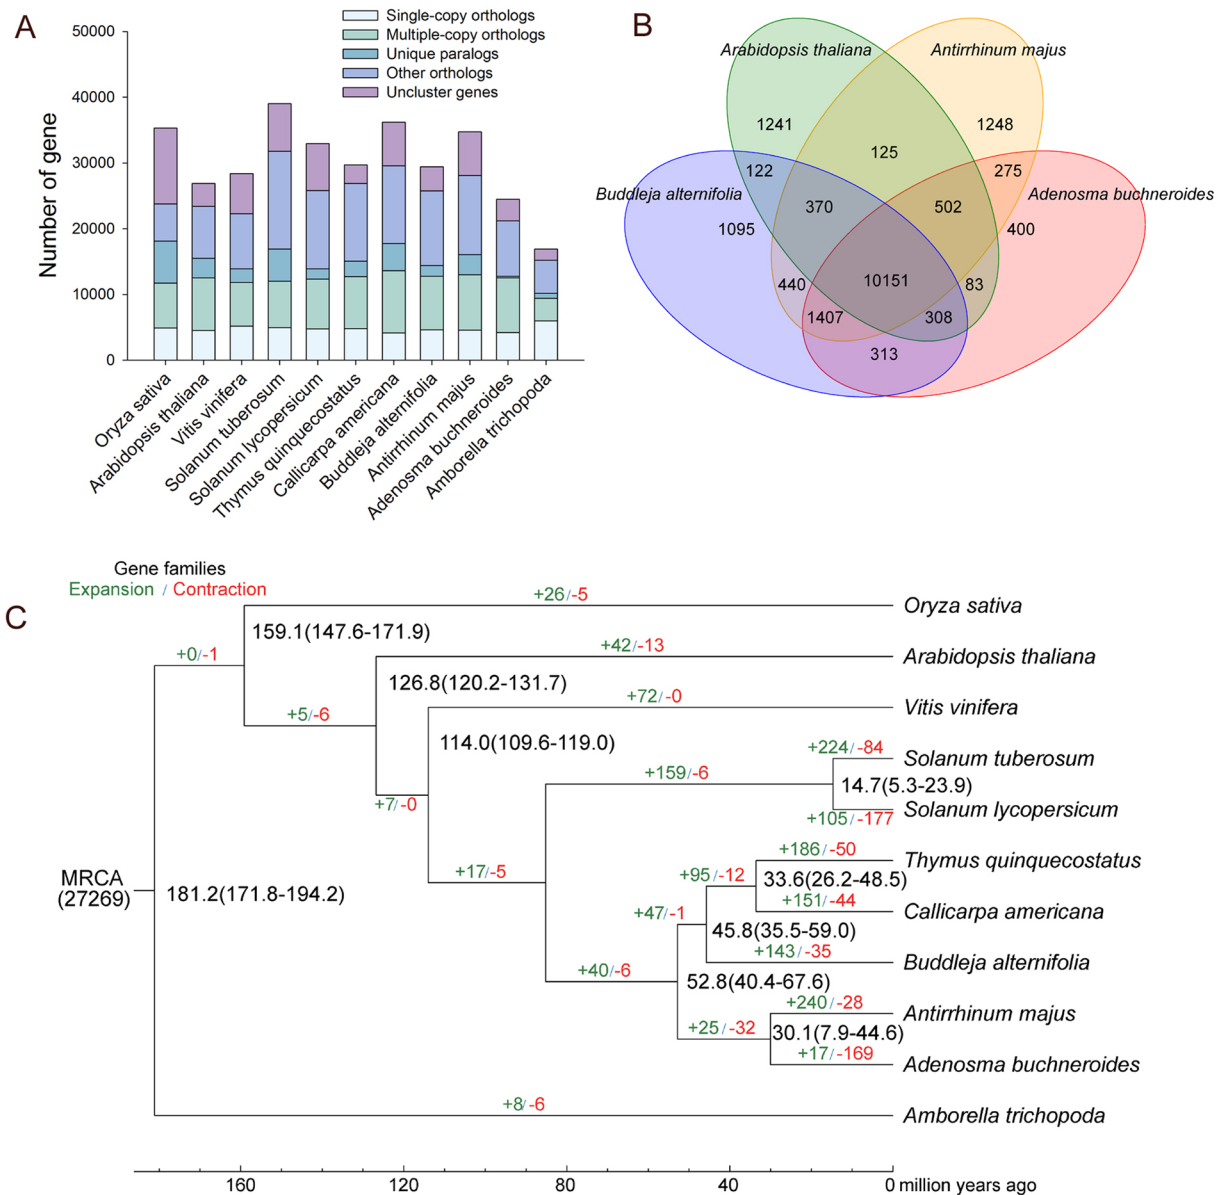 A
Number of gene
50000
40000
30000
20000
10000
0
Single-copy orthologs
Multiple-copy orthologs
Unique paralogs
Other orthologs
Uncluster genes
Oryza sativa
Arabidopsis thaliana
Vitis vinifera
Solanum tuberosum
Solanum lycopersicum
Thymus quinquecostatus
Callicarpa americana
Buddleja alternifolia
Antirrhinum majus
Adenosma buchneroides
Amborella trichopoda
B
Arabidopsis thaliana
Antirrhinum majus
1241
1248
125
122
275
Buddleja alternifolia
Adenosma buchneroides
370
502
1095
400
440
10151
83
1407
308
313
C
Gene families
Expansion / Contraction
+26/-5
Oryza sativa
159.1(147.6-171.9)
+0/-1
+42/-13
Arabidopsis thaliana
126.8(120.2-131.7)
+72/-0
Vitis vinifera
+5/-6
114.0(109.6-119.0)
+224/-84
Solanum tuberosum
+159/-6
14.7(5.3-23.9)
+7/-0
Solanum lycopersicum
+105/-177
+186/-50
Thymus quinquecostatus
+17/-5
+95/-12
33.6(26.2-48.5)
MRCA
(27269)
181.2(171.8-194.2)
+151/-44
Callicarpa americana
+47/-1
45.8(35.5-59.0)
+143/-35
Buddleja alternifolia
+40/-6
52.8(40.4-67.6)
+240/-28
Antirrhinum majus
+25/-32
30.1(7.9-44.6)
+17/-169
Adenosma buchneroides
+8/-6
Amborella trichopoda
160
120
80
40
0 million years ago